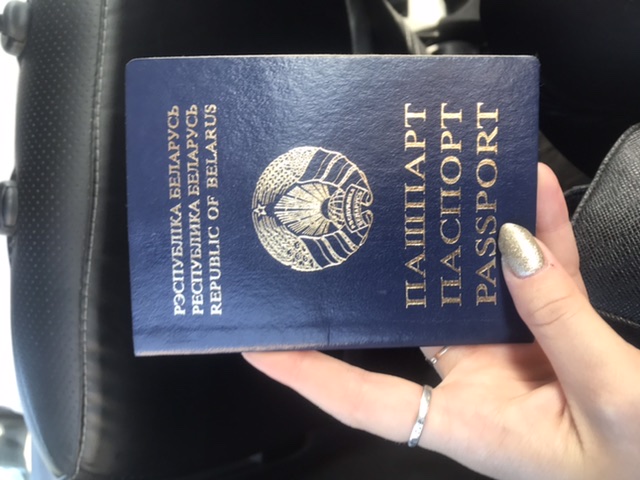 РЭСПУБЛІКА БЕЛАРУСЬ
РЕСПУБЛИКА БЕЛАРУСЬ
REPUBLIC OF BELARUS
ПАШПАРТ
ПАСПОРТ
PASSPORT